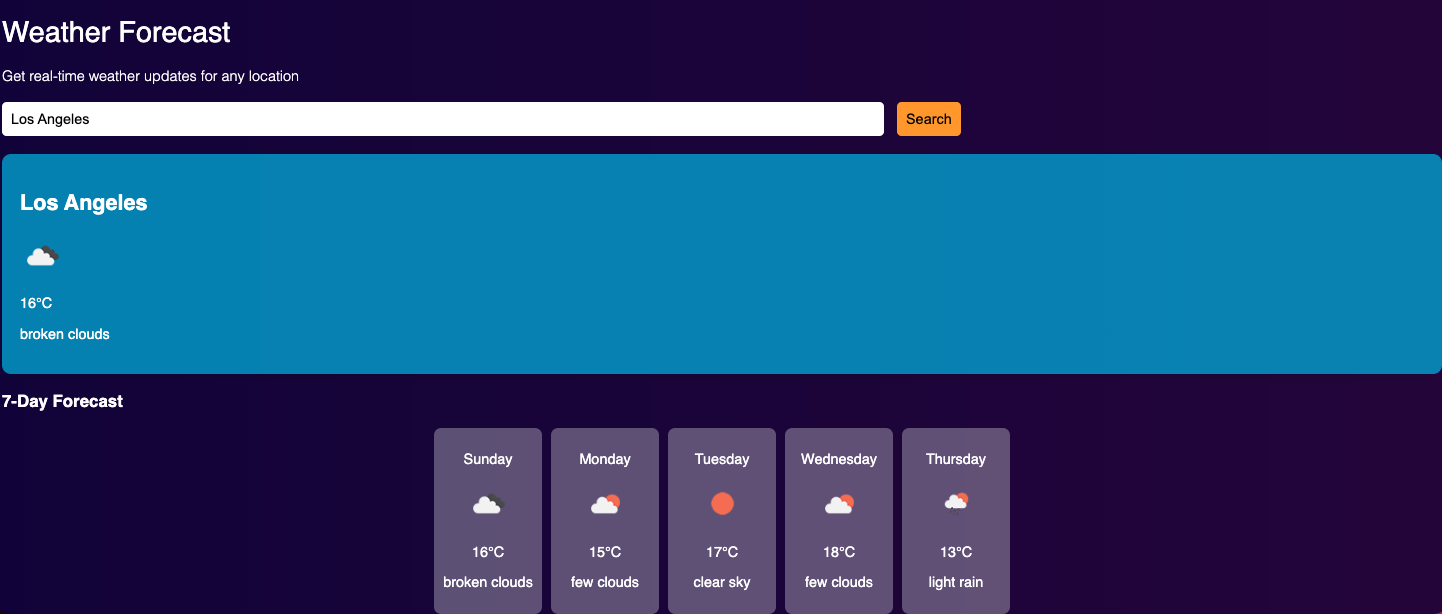 Weather Forecast
Get real-time weather updates for any location
Los Angeles
Search
Los Angeles
16°C
broken clouds
7-Day Forecast
Sunday
16°C
broken clouds
Monday
15°C
few clouds
Tuesday
17°C
clear sky
Wednesday
18°C
few clouds
Thursday
13°C
light rain